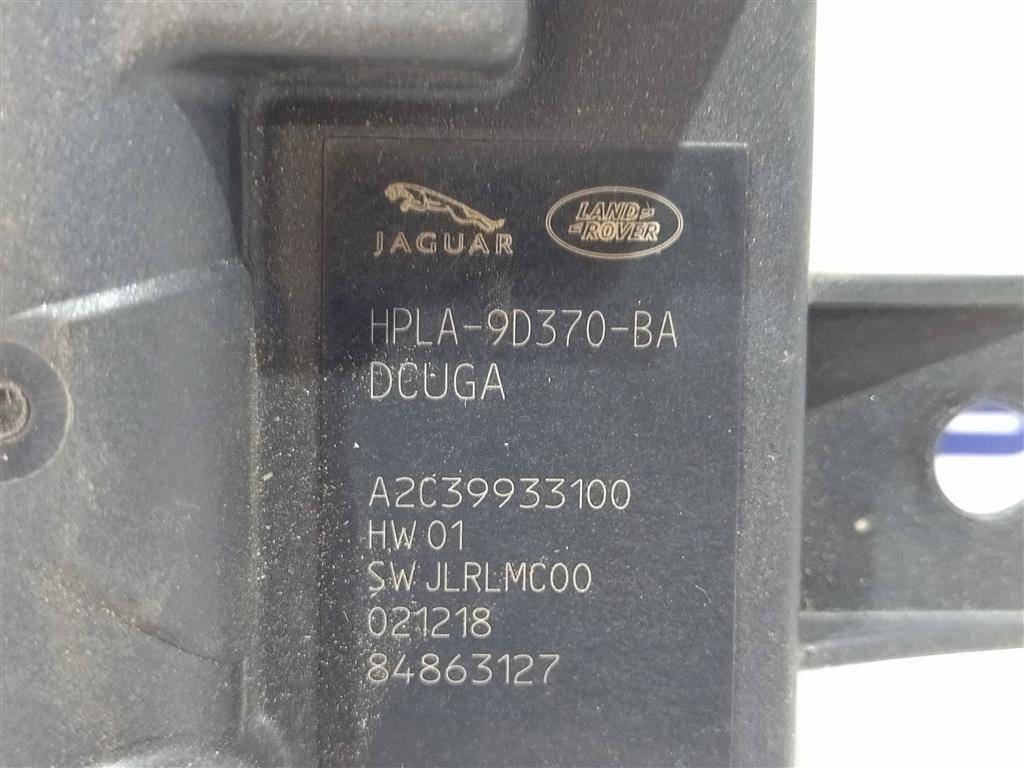 JAGUAR
LAND-
-ROVER
HPLA-9D370-BA
DCUGA
A2C39933100
HW 01
SW JLRLMC00
021218
84863127